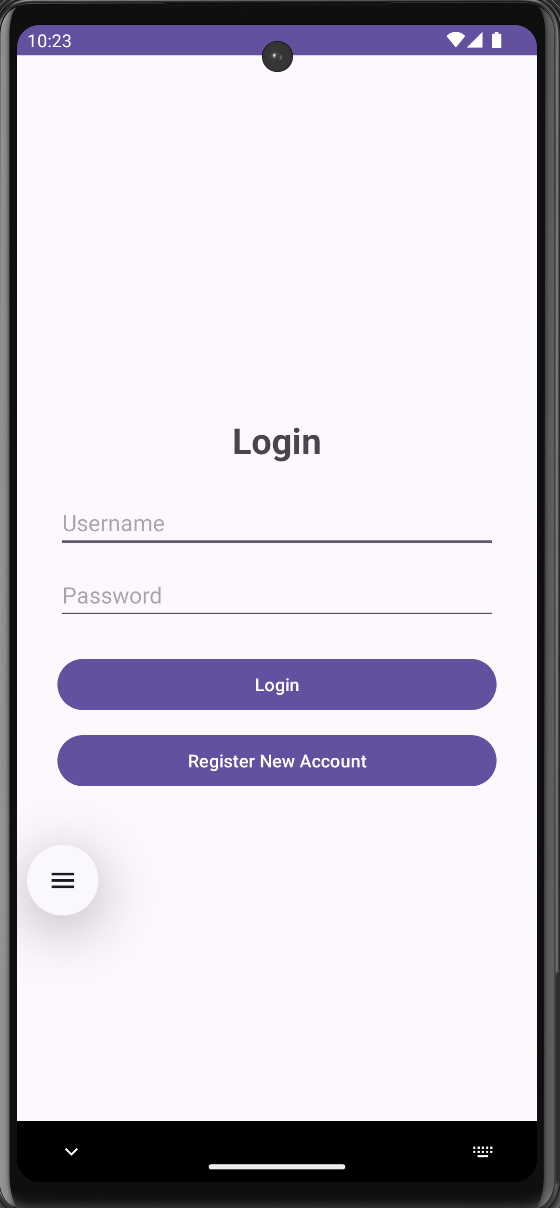 10:23
Login
Username
Password
Login
Register New Account